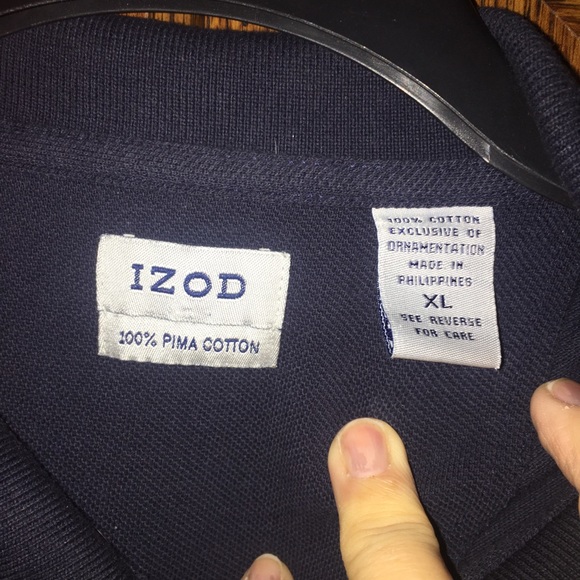 IZOD
100% PIMA COTTON
100% COTTON
EXCLUSIVE OF
ORNAMENTATION
MADE IN
PHILIPPINES
XL
SEE REVERSE
FOR CARE